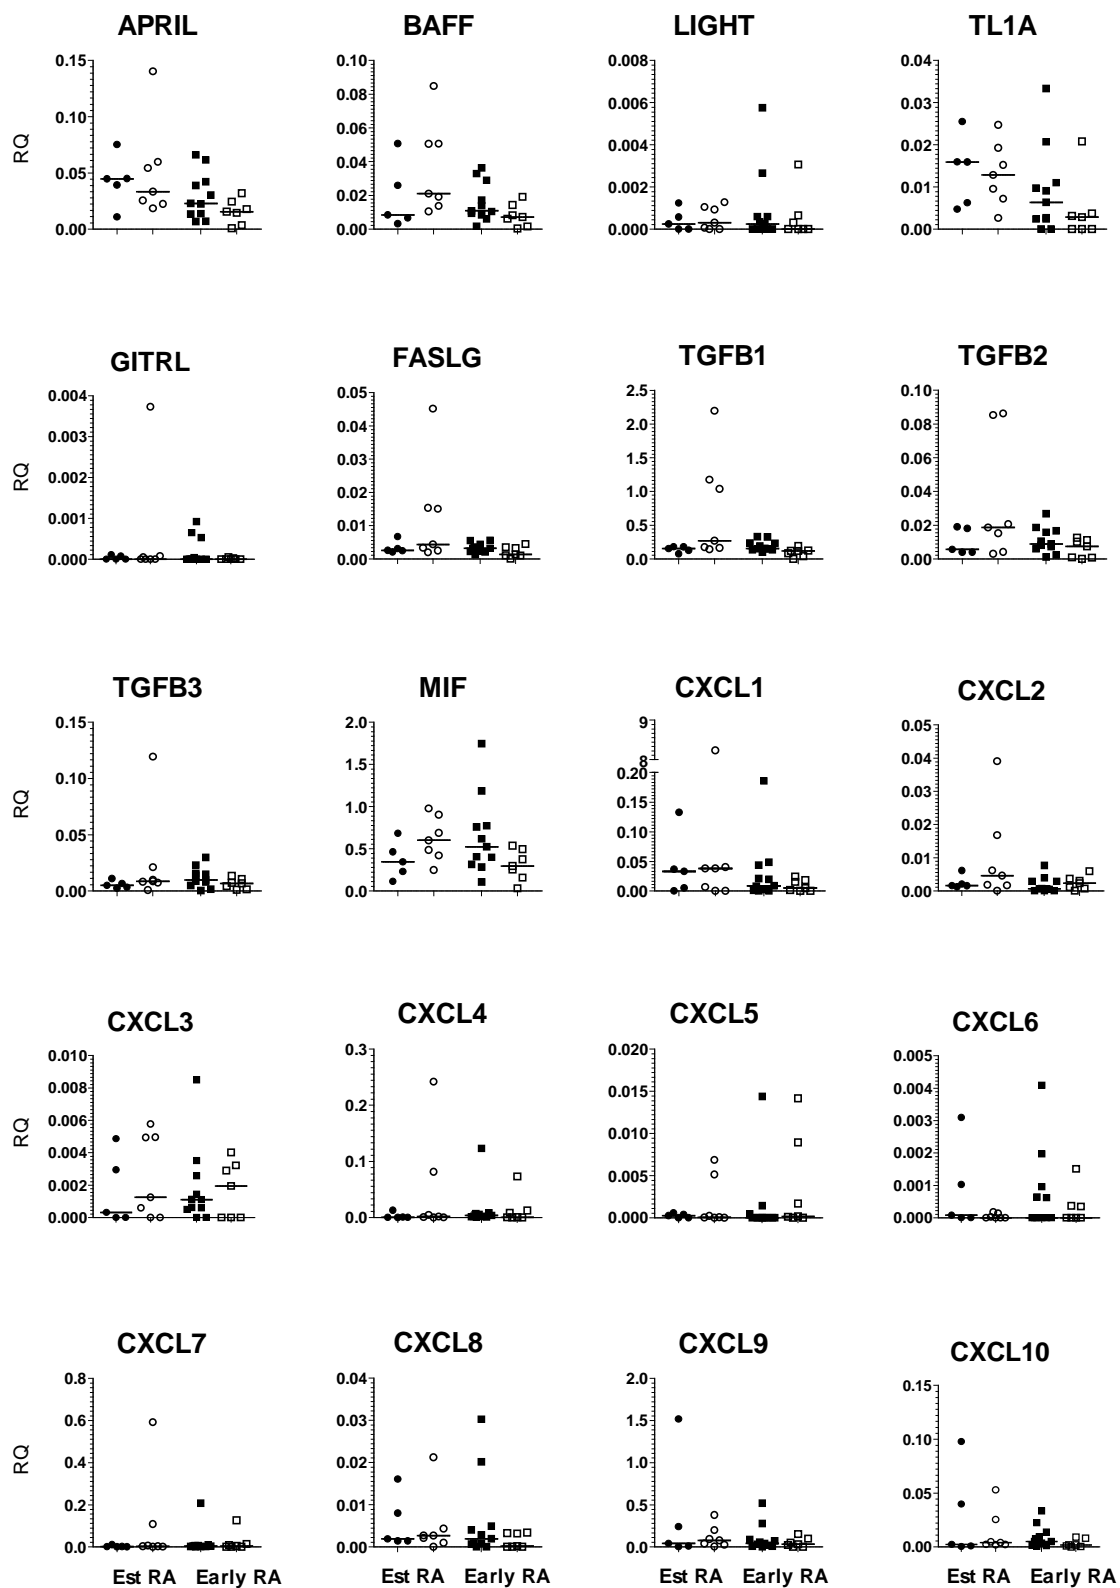 APRIL BAFF LIGHT TL1A
RQ
0.15 0.10 0.008 0.04
0.08 0.006 0.03
0.10
0.06
0.004 0.02
0.04
0.05
0.02 0.002 0.01
0.00 0.00 0.000 0.00
GITRL FASLG TGFB1 TGFB2
RQ
0.004 0.05 2.5 0.10
0.04 2.0 0.08
0.003
0.03 1.5 0.06
0.002
0.02 1.0 0.04
0.001
0.01 0.5 0.02
0.000 0.00 0.0 0.00
TGFB3 MIF CXCL1 CXCL2
RQ
0.15 2.0 9 0.05
8 0.04
0.20
0.10 1.5 0.15 0.03
1.0 0.10 0.02
0.05 0.5 0.05 0.01
0.00 0.0 0.00 0.00
CXCL3 CXCL4 CXCL5 CXCL6
RQ
0.010 0.3 0.020 0.005
0.008 0.015 0.004
0.006 0.2 0.003
0.010
0.004 0.1 0.002
0.002 0.005 0.001
0.000 0.0 0.000 0.000
CXCL7 CXCL8 CXCL9 CXCL10
RQ
0.8 0.04 2.0 0.15
0.6 0.03 1.5
0.10
0.4 0.02 1.0
0.05
0.2 0.01 0.5
0.0 0.00 0.0 0.00
Est RA Early RA Est RA Early RA Est RA Early RA Est RA Early RA